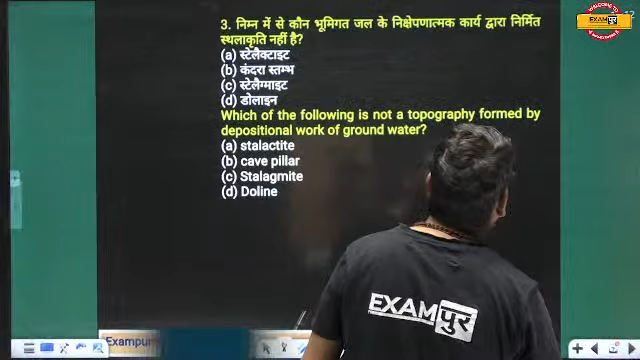 3. निम्न में से कौन भूमिगत जल के निक्षेपणात्मक कार्य द्वारा निर्मित
स्थलाकृति नहीं है?
(a) स्टेलैक्टाइट
(b) कंदरा स्तम्भ
(c) स्टेलैग्माइट
(d) डोलाइन
Which of the following is not a topography formed by
depositional work of ground water?
(a) stalactite
(b) cave pillar
(c) Stalagmite
(d) Doline
EXAMपुर
EXAMपुर
Exampur